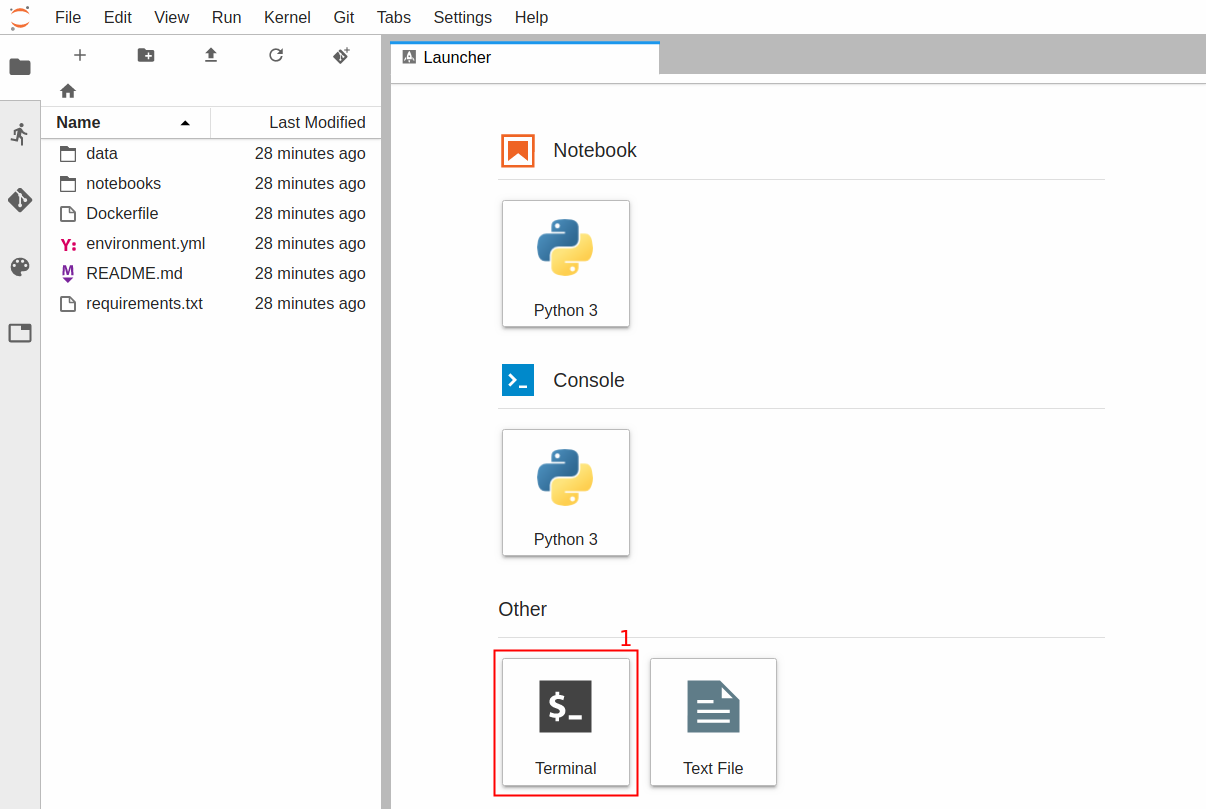 File Edit View Run Kernel Git Tabs Settings Help
Launcher
Name Last Modified
data 28 minutes ago
notebooks 28 minutes ago
Dockerfile 28 minutes ago
Y: environment.yml 28 minutes ago
M README.md 28 minutes ago
requirements.txt 28 minutes ago
Notebook
Python 3
Console
Python 3
Other
1
$_
Terminal Text File